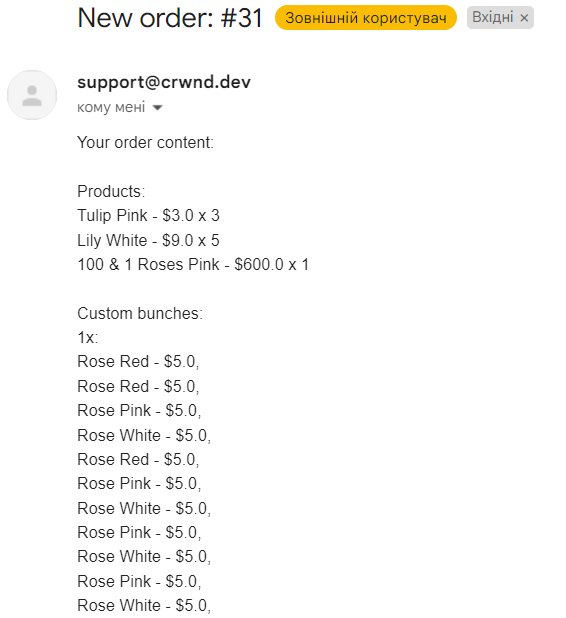 New order: #31 Зовнішній користувач Вхідні ×
support@crwnd.dev
кому мені
Your order content:
Products:
Tulip Pink - $3.0 x 3
Lily White - $9.0 x 5
100 & 1 Roses Pink - $600.0 x 1
Custom bunches:
1x:
Rose Red - $5.0,
Rose Red - $5.0,
Rose Pink - $5.0,
Rose White - $5.0,
Rose Red - $5.0,
Rose Pink - $5.0,
Rose White - $5.0,
Rose Pink - $5.0,
Rose White - $5.0,
Rose Pink - $5.0,
Rose White - $5.0,